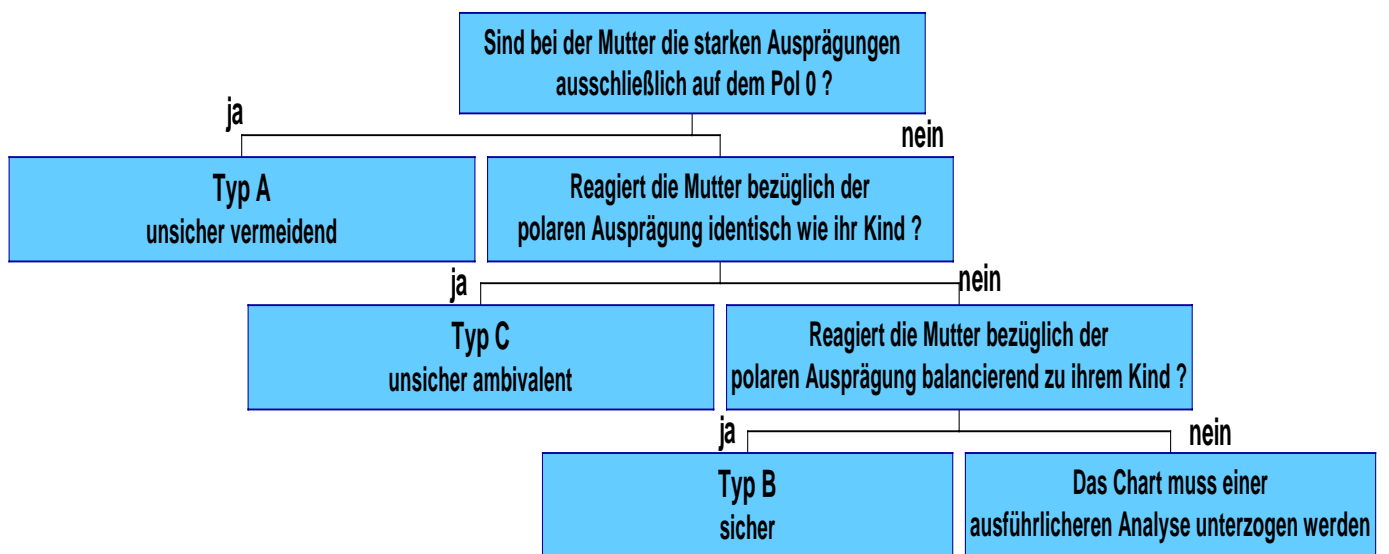 Sind bei der Mutter die starken Ausprägungen
ausschließlich auf dem Pol 0 ?
ja
nein
Typ A
unsicher vermeidend
Reagiert die Mutter bezüglich der
polaren Ausprägung identisch wie ihr Kind ?
ja
nein
Typ C
unsicher ambivalent
Reagiert die Mutter bezüglich der
polaren Ausprägung balancierend zu ihrem Kind ?
ja
nein
Typ B
sicher
Das Chart muss einer
ausführlicheren Analyse unterzogen werden